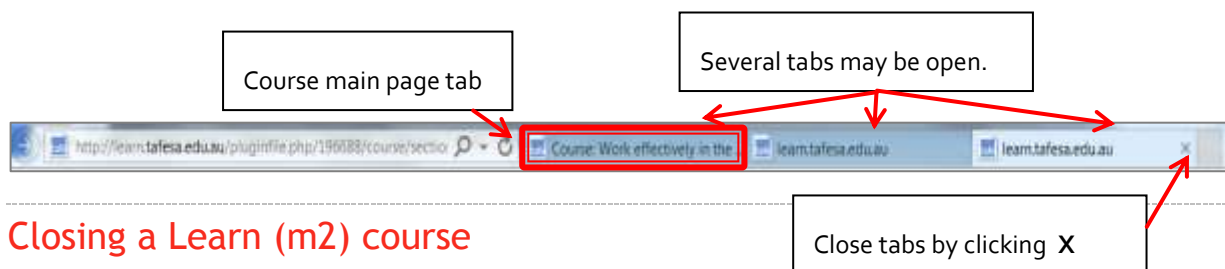 Course main page tab
Several tabs may be open.
http://learn.tafesa.edu.au/pluginfile.php/196688/course/sectio
Course: Work effectively in the
learn.tafesa.edu.au
learn.tafesa.edu.au
Closing a Learn (m2) course
Close tabs by clicking X